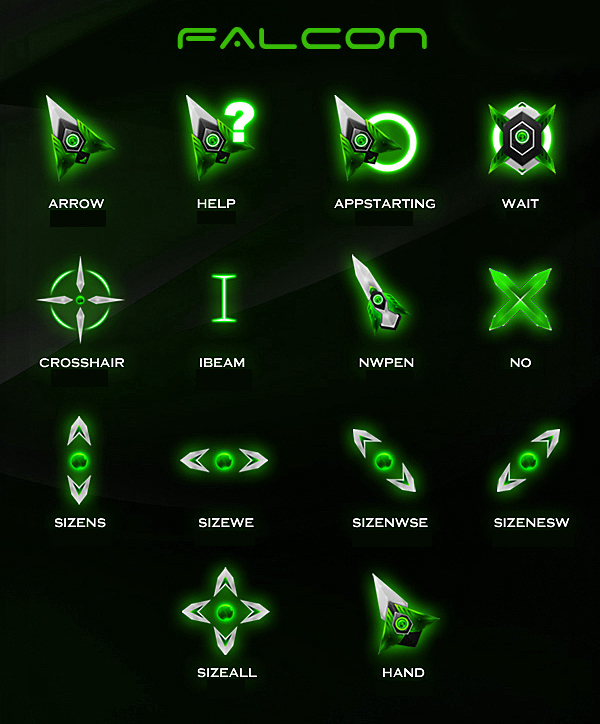 FALCON
ARROW
HELP
?
APPSTARTING
WAIT
CROSSHAIR
IBEAM
NWPEN
NO
SIZENS
SIZEWE
SIZENWSE
SIZENESW
SIZEALL
HAND